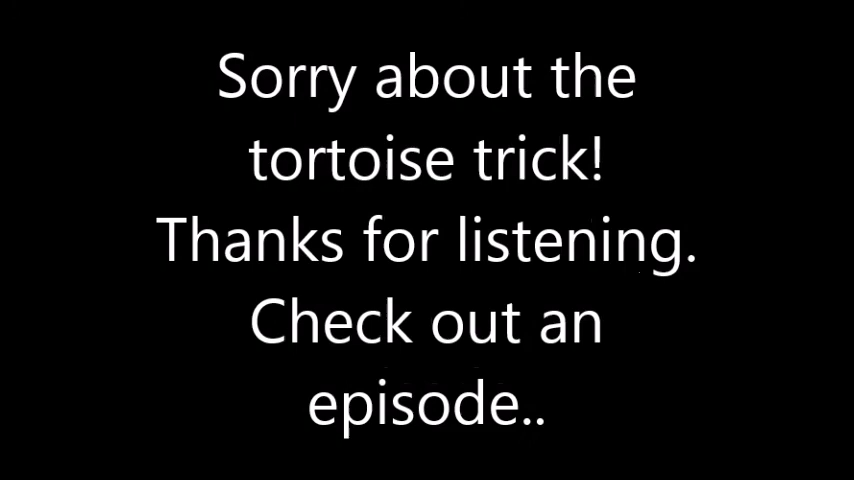 Sorry about the
tortoise trick!
Thanks for listening.
Check out an
episode..